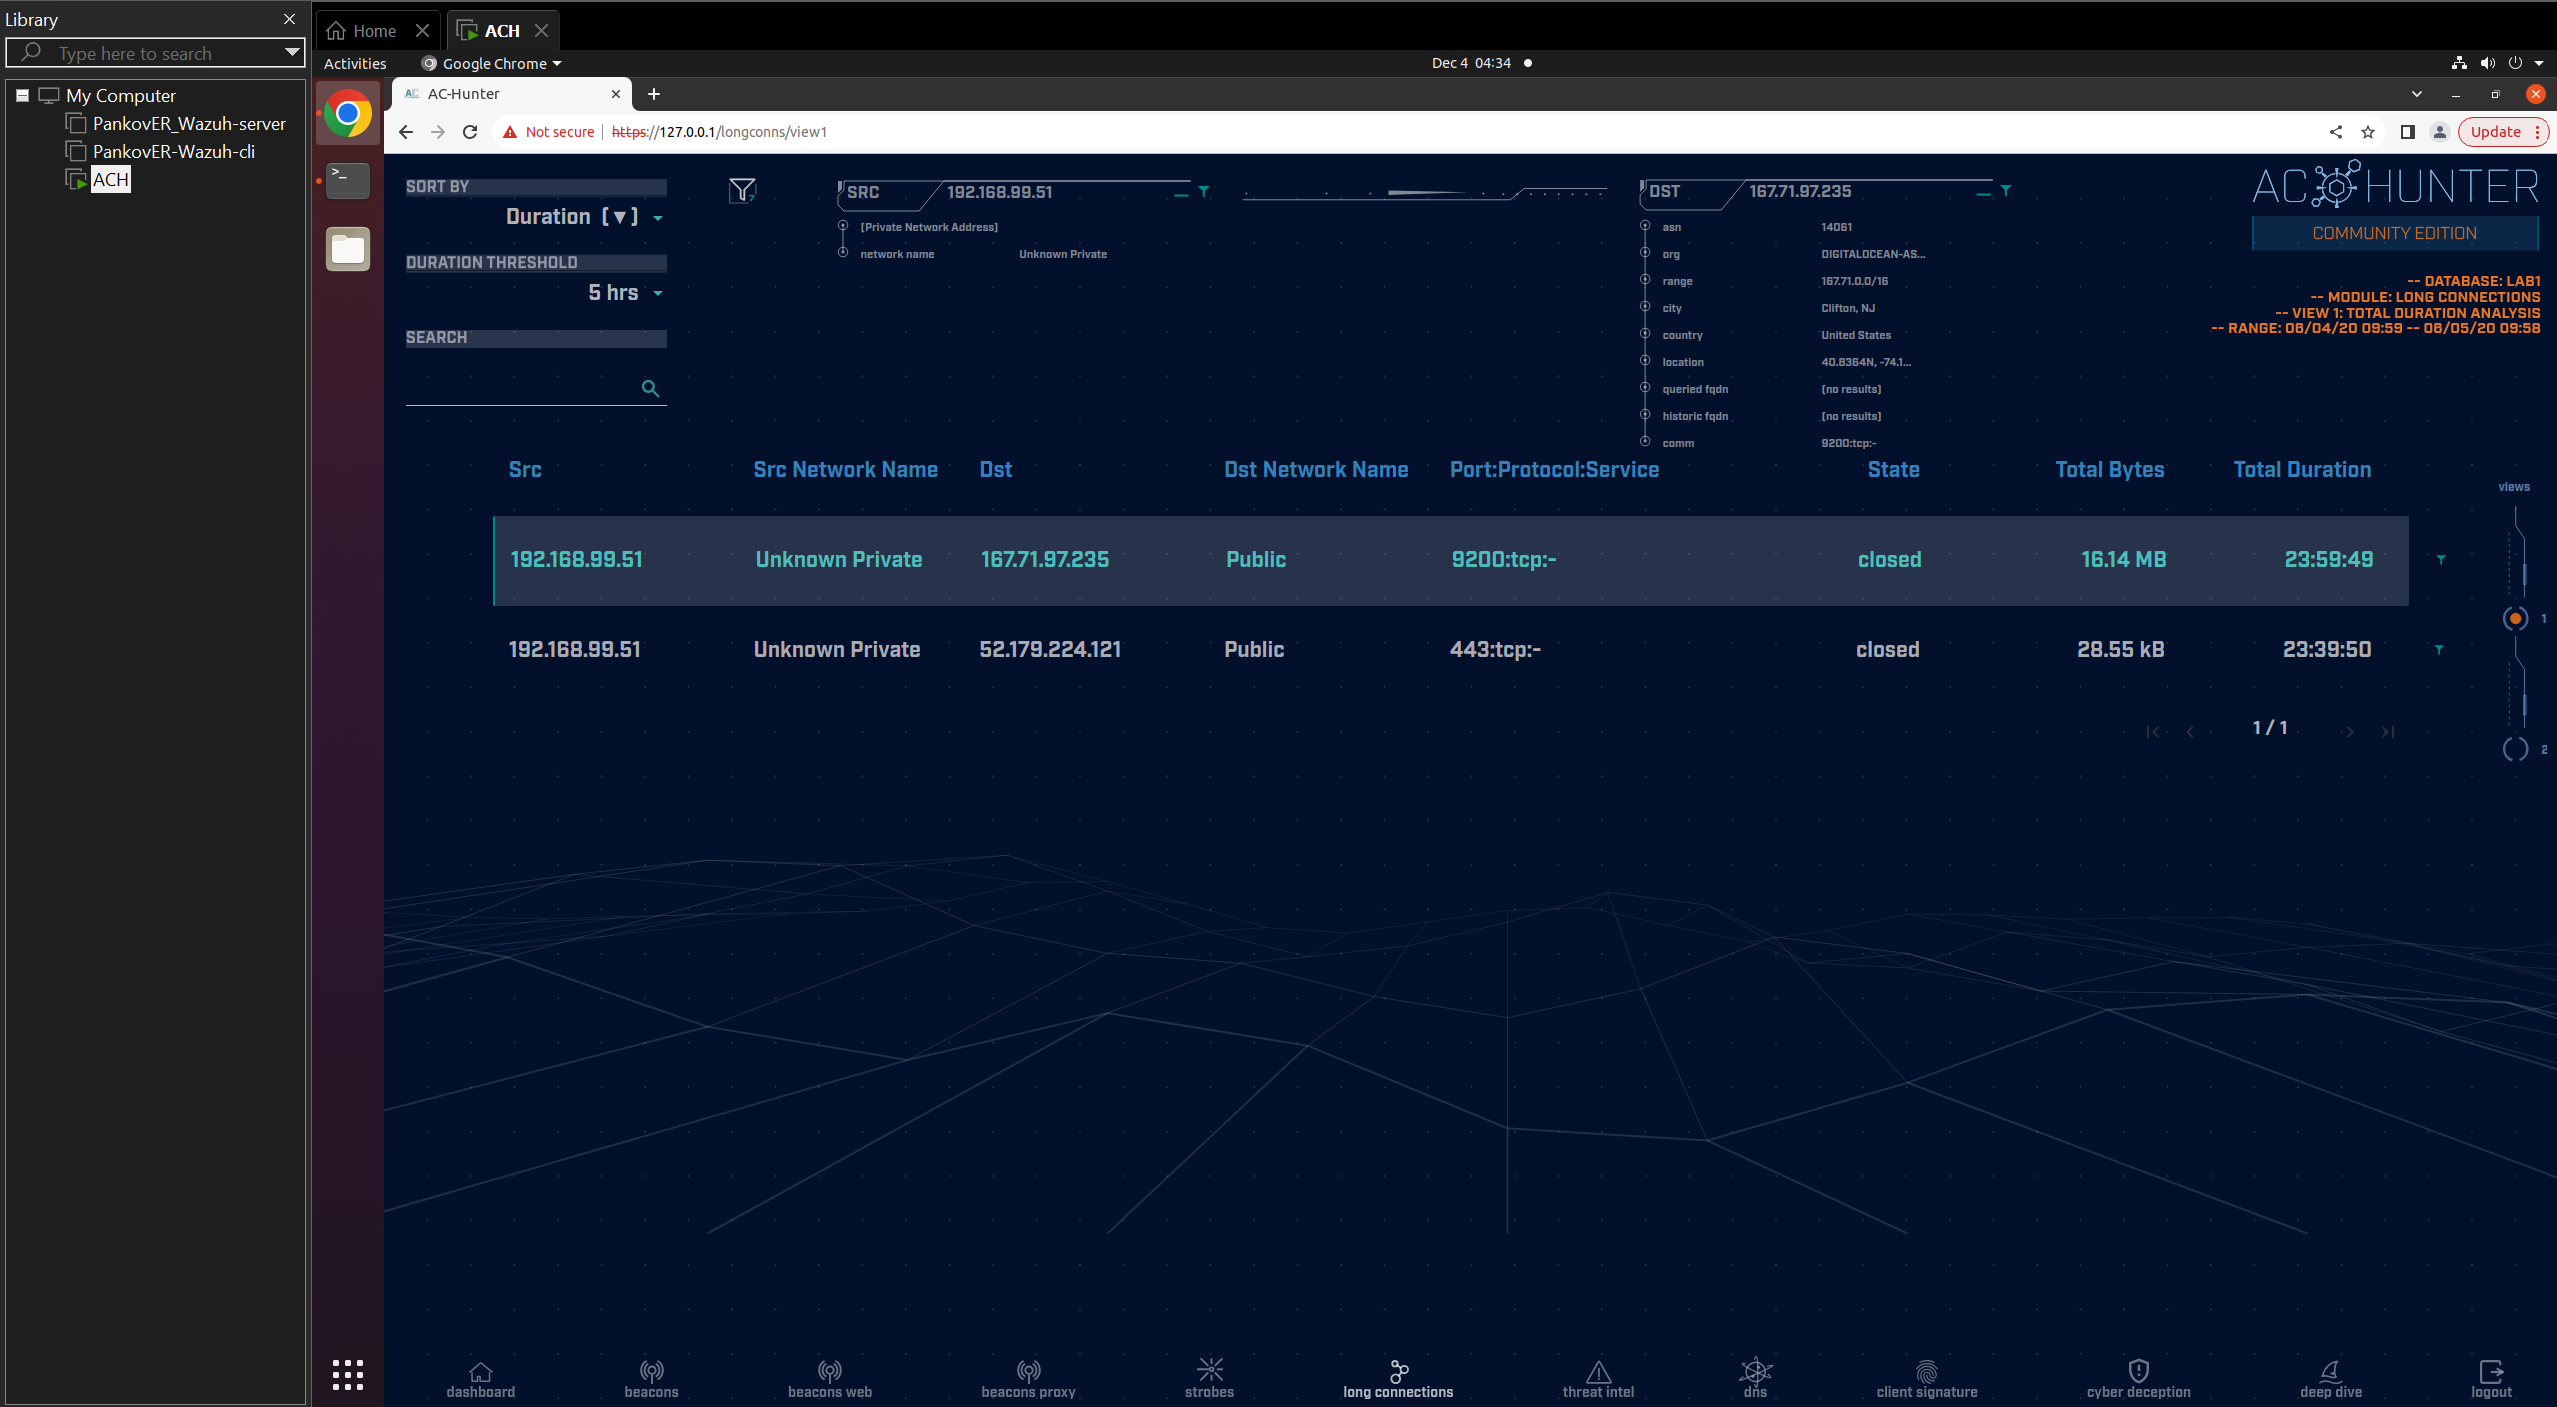 Library
Type here to search
My Computer
PankovER_Wazuh-server
PankovER-Wazuh-cli
ACH
Home
ACH
Activities
Google Chrome
Dec 4 04:34
AC-Hunter
Not secure
https://127.0.0.1/longconns/view1
Update
SORT BY
Duration [▼]
DURATION THRESHOLD
5 hrs
SEARCH
7
SRC 192.168.99.51
[Private Network Address]
network name Unknown Private
DST 167.71.97.235
asn 14061
org DIGITALOCEAN-AS...
range 167.71.0.0/16
city Clifton, NJ
country United States
location 40.8364N, -74.1...
queried fqdn (no results)
historic fqdn (no results)
comm 9200:tcp:-
AC HUNTER
COMMUNITY EDITION
-- DATABASE: LAB1
-- MODULE: LONG CONNECTIONS
-- VIEW 1: TOTAL DURATION ANALYSIS
-- RANGE: 06/04/20 09:59 -- 06/05/20 09:58
Src Src Network Name Dst Dst Network Name Port:Protocol:Service State Total Bytes Total Duration
192.168.99.51 Unknown Private 167.71.97.235 Public 9200:tcp:- closed 16.14 MB 23:59:49
192.168.99.51 Unknown Private 52.179.224.121 Public 443:tcp:- closed 28.55 kB 23:39:50
1 / 1
views
1
2
dashboard
beacons
beacons web
beacons proxy
strobes
long connections
threat intel
dns
client signature
cyber deception
deep dive
logout